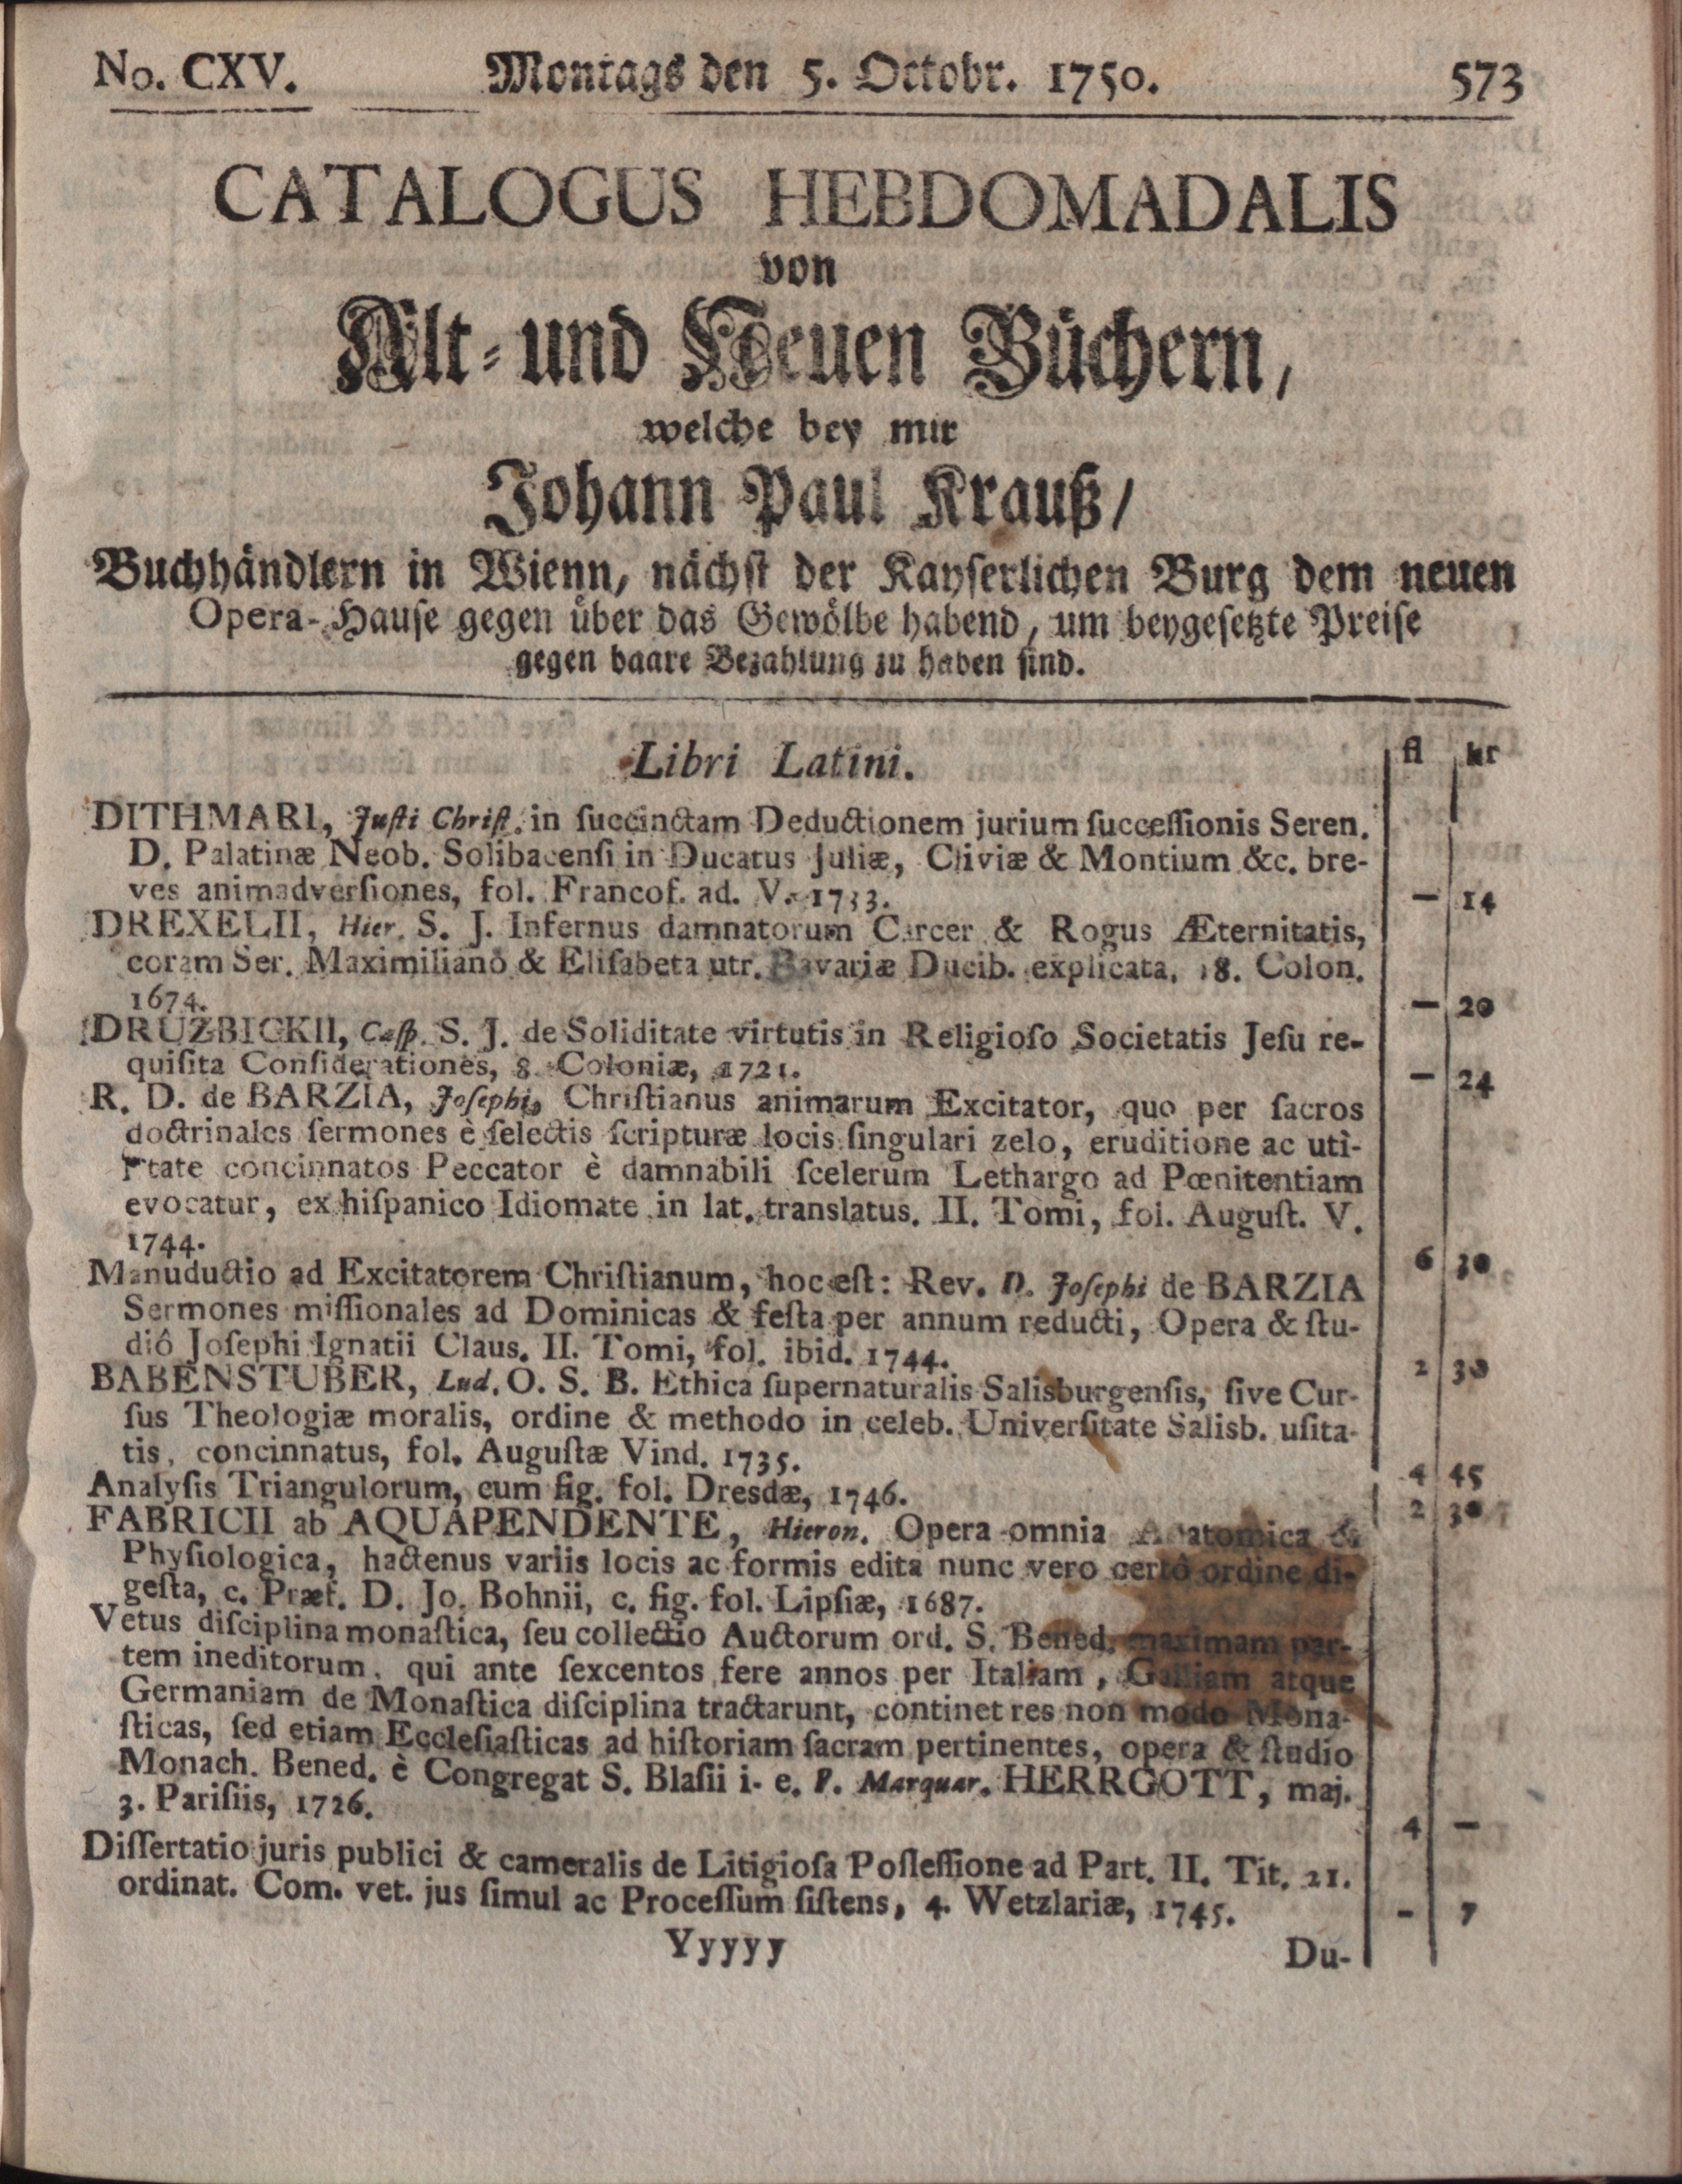 No. CXV. Montags den 5. Octobr. 1750. 573
CATALOGUS HEBDOMADALIS
von
Alt- und Neuen Büchern,
welche bey mir
Johann Paul Krauß/
Buchhändlern in Wienn, nächst der Kayserlichen Burg dem neuen
Opera-Hause gegen über das Gewölbe habend, um beygesetzte Preise
gegen baare Bezahlung zu haben sind.
Libri Latini. fl kr
DITHMARI, Juſti Chriſt. in ſuccinctam Deductionem jurium ſucceſſionis Seren.
D. Palatinæ Neob. Solibacenſi in Ducatus Juliæ, Cliviæ & Montium &c. bre-
ves animadverſiones, fol. Francof. ad. V. 1733. — 14
DREXELII, Hier. S. J. Infernus damnatorum Carcer & Rogus Æternitatis,
coram Ser. Maximilianô & Eliſabeta utr. Bavariæ Ducib. explicata, 18. Colon.
1674. — 20
DRUZBICKII, Caſp. S. J. de Soliditate virtutis in Religioſo Societatis Jeſu re-
quiſita Conſiderationes, 8. Coloniæ, 1721. — 24
R. D. de BARZIA, Joſephi, Chriſtianus animarum Excitator, quo per ſacros
doctrinales ſermones è ſelectis ſcripturæ locis ſingulari zelo, eruditione ac uti-
tate concinnatos Peccator è damnabili ſcelerum Lethargo ad Pœnitentiam
evocatur, ex hiſpanico Idiomate in lat. translatus. II. Tomi, fol. Auguſt. V.
1744. 6 30
Manuductio ad Excitatorem Chriſtianum, hoc eſt: Rev. D. Joſephi de BARZIA
Sermones miſſionales ad Dominicas & feſta per annum reducti, Opera & ſtu-
diô Joſephi Ignatii Claus. II. Tomi, fol. ibid. 1744. 2 30
BABENSTUBER, Lud. O. S. B. Ethica ſupernaturalis Salisburgenſis, ſive Cur-
ſus Theologiæ moralis, ordine & methodo in celeb. Univerſitate Salisb. uſita-
tis, concinnatus, fol. Auguſtæ Vind. 1735. 4 45
Analyſis Triangulorum, cum fig. fol. Dresdæ, 1746. 2 30
FABRICII ab AQUAPENDENTE, Hieron. Opera omnia Anatomica &
Phyſiologica, hactenus variis locis ac formis edita nunc vero certô ordine di-
geſta, c. Præf. D. Jo. Bohnii, c. fig. fol. Lipſiæ, 1687.
Vetus diſciplina monaſtica, ſeu collectio Auctorum ord. S. Bened. maximam par-
tem ineditorum, qui ante ſexcentos fere annos per Italiam, Galliam atque
Germaniam de Monaſtica diſciplina tractarunt, continet res non modo Mona-
ſticas, ſed etiam Eccleſiaſticas ad hiſtoriam ſacram pertinentes, opera & ſtudio
Monach. Bened. è Congregat S. Blaſii i. e. P. Marquar. HERRGOTT, maj.
3. Pariſiis, 1726. 4 —
Diſſertatio juris publici & cameralis de Litigioſa Poſſeſſione ad Part. II. Tit. 21.
ordinat. Com. vet. jus ſimul ac Proceſſum ſiſtens, 4. Wetzlariæ, 1745. - 7
Yyyyy Du-